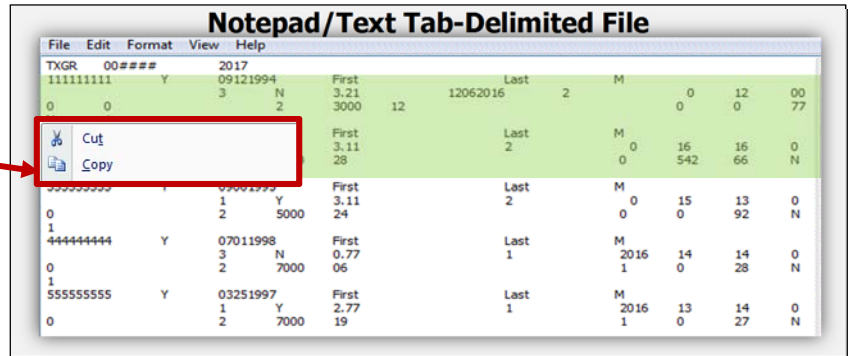 Notepad/Text Tab-Delimited File
File Edit Format View Help
TXGR 00#### 2017
111111111 Y 09121994 First Last M
3 N 3.21 12062016 2 0 12 00
0 0 2 3000 12 0 0 77
First Last M
Cut 3.11 2 0 16 16 0
Copy 28 0 542 66 N
First Last M
1 Y 3.11 2 0 15 13 0
0 2 5000 24 0 0 92 N
1
444444444 Y 07011998 First Last M
3 N 0.77 1 2016 14 14 0
0 2 7000 06 1 0 28 N
1
555555555 Y 03251997 First Last M
1 Y 2.77 1 2016 13 14 0
0 2 7000 19 1 0 27 N